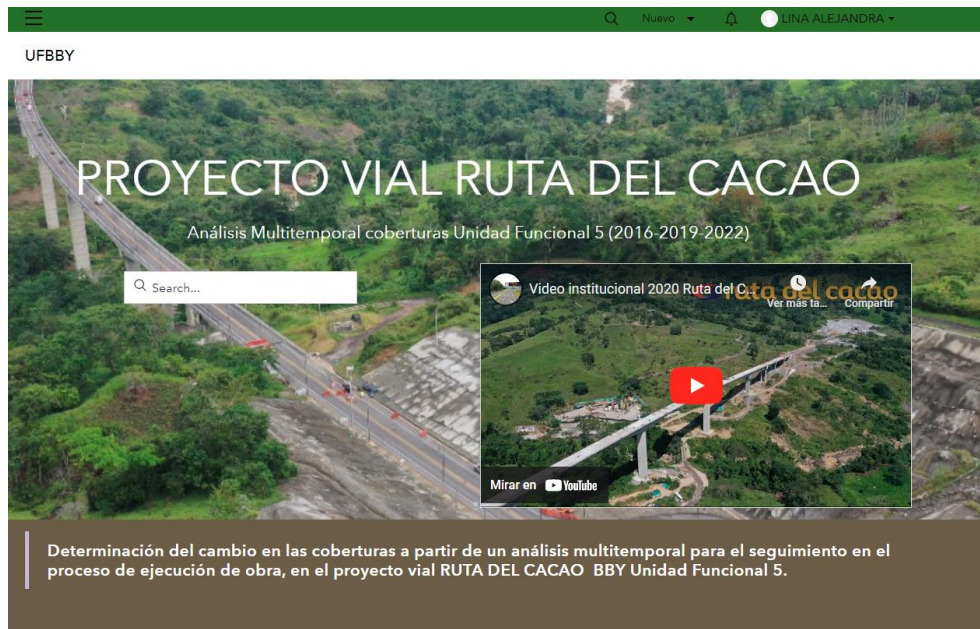 Nuevo
LINA ALEJANDRA
UFBBY
PROYECTO VIAL RUTA DEL CACAO
Análisis Multitemporal coberturas Unidad Funcional 5 (2016-2019-2022)
Search...
Video institucional 2020 Ruta del C...
ruta del cacao
Ver más ta...
Compartir
Mirar en YouTube
Determinación del cambio en las coberturas a partir de un análisis multitemporal para el seguimiento en el
proceso de ejecución de obra, en el proyecto vial RUTA DEL CACAO BBY Unidad Funcional 5.